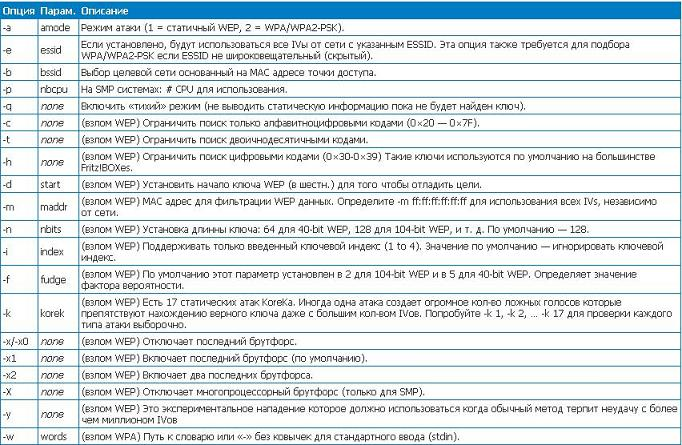 Опция Парам. Описание
-a amode Режим атаки (1 = статичный WEP, 2 = WPA/WPA2-PSK).
-e essid Если установлено, будут использоваться все IVы от сети с указанным ESSID. Эта опция также требуется для подбора
WPA/WPA2-PSK если ESSID не широковещательный (скрытый).
-b bssid Выбор целевой сети основанный на MAC адресе точки доступа.
-p nbcpu На SMP системах: # CPU для использования.
-q none Включить «тихий» режим (не выводить статическую информацию пока не будет найден ключ).
-c none (взлом WEP) Ограничить поиск только алфавитноцифровыми кодами (0×20 — 0×7F).
-t none (взлом WEP) Ограничить поиск двоичнодесятичными кодами.
-h none (взлом WEP) Ограничить поиск цифровыми кодами (0×30-0×39) Такие ключи используются по умолчанию на большинстве
Fritz!BOXes.
-d start (взлом WEP) Установить начало ключа WEP (в шестн.) для того чтобы отладить цели.
-m maddr (взлом WEP) MAC адрес для фильтрации WEP данных. Определите -m ff:ff:ff:ff:ff:ff для использования всех IVs, независимо
от сети.
-n nbits (взлом WEP) Установка длинны ключа: 64 для 40-bit WEP, 128 для 104-bit WEP, и т. д. По умолчанию — 128.
-i index (взлом WEP) Поддерживать только введенный ключевой индекс (1 to 4). Значение по умолчанию — игнорировать ключевой
индекс.
-f fudge (взлом WEP) По умолчанию этот параметр установлен в 2 для 104-bit WEP и в 5 для 40-bit WEP. Определяет значение
фактора вероятности.
-k korek (взлом WEP) Есть 17 статических атак KoreKа. Иногда одна атака создает огромное кол-во ложных голосов которые
препятствуют нахождению верного ключа даже с большим кол-вом IVов. Попробуйте -k 1, -k 2, ... -k 17 для проверки каждого
типа атаки выборочно.
-x/-x0 none (взлом WEP) Отключает последний брутфорс.
-x1 none (взлом WEP) Включает последний брутфорс (по умолчанию).
-x2 none (взлом WEP) Включает два последних брутфорса.
-X none (взлом WEP) Отключает многопроцессорный брутфорс (только для SMP).
-y none (взлом WEP) Это экспериментальное нападение которое должно использоваться когда обычный метод терпит неудачу с более
чем миллионом IVов
-w words (взлом WPA) Путь к словарю или «-» без ковычек для стандартного ввода (stdin).